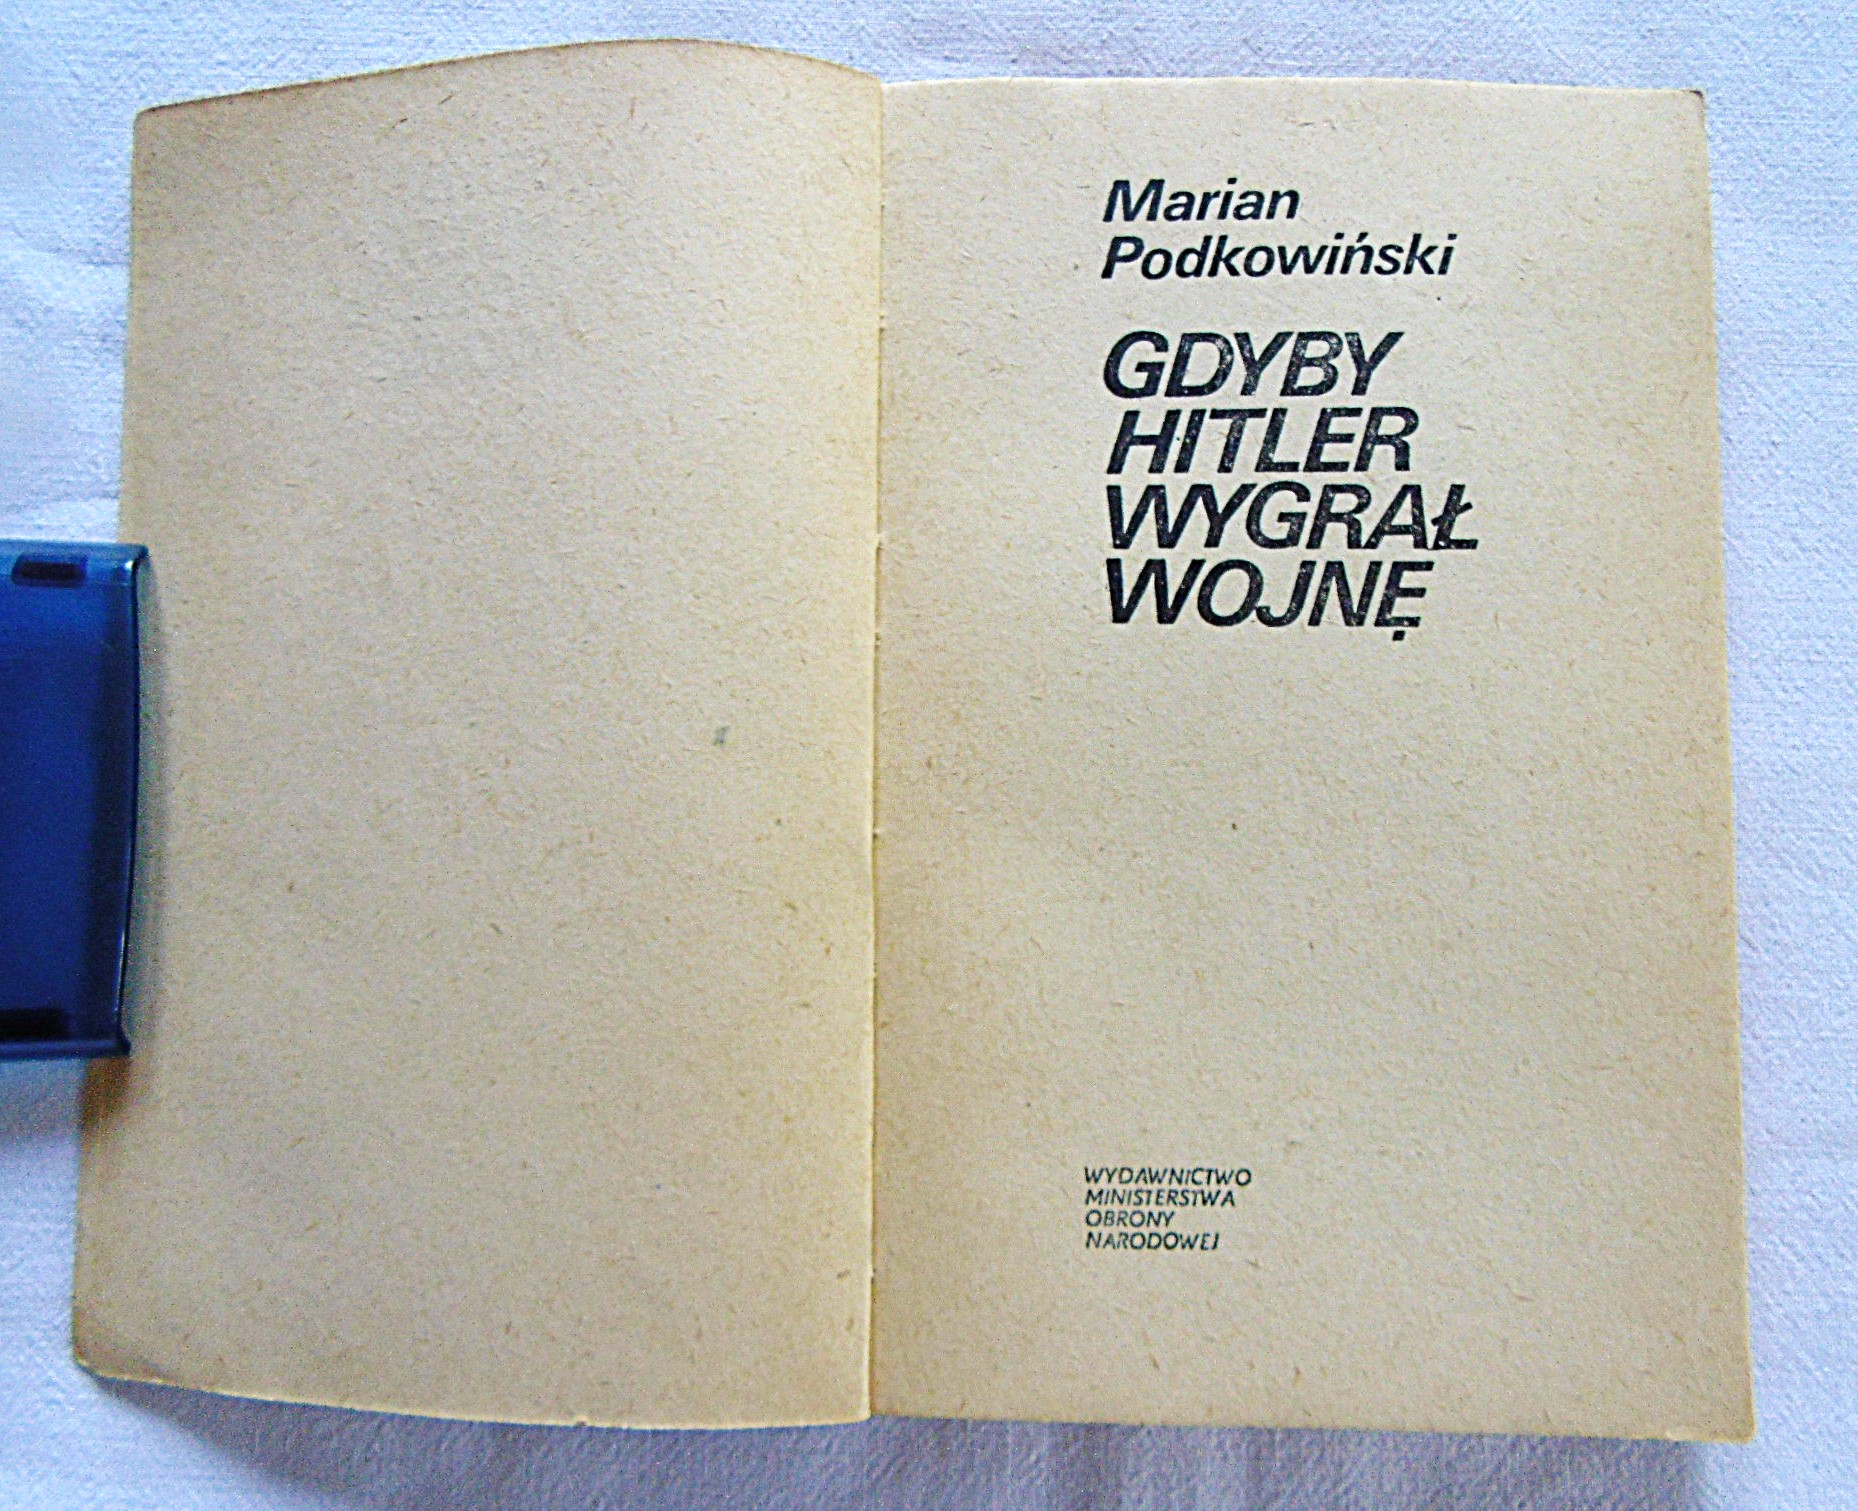 Marian
Podkowiński
GDYBY
HITLER
WYGRAŁ
WOJNĘ
WYDAWNICTWO
MINISTERSTWA
OBRONY
NARODOWEJ